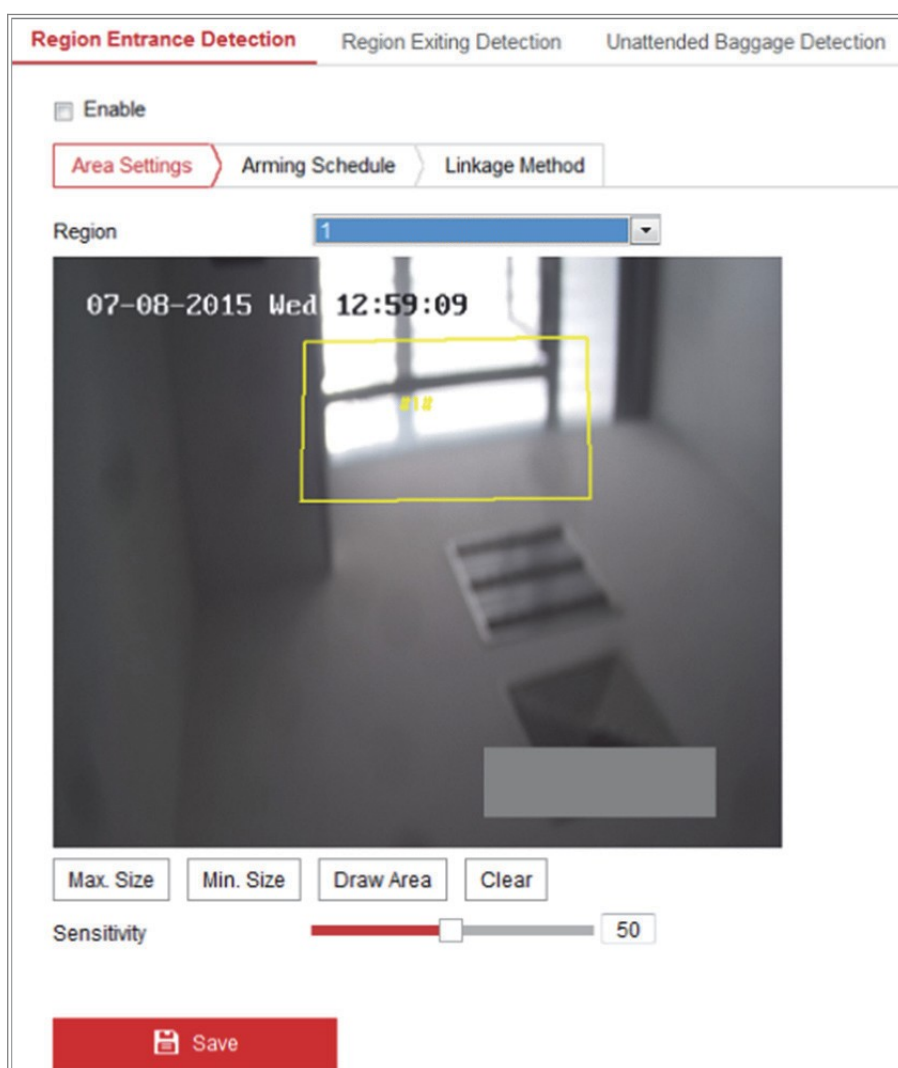 Region Entrance Detection Region Exiting Detection Unattended Baggage Detection
Enable
Area Settings Arming Schedule Linkage Method
Region 1
07-08-2015 Wed 12:59:09
#1#
Max. Size Min. Size Draw Area Clear
Sensitivity 50
Save